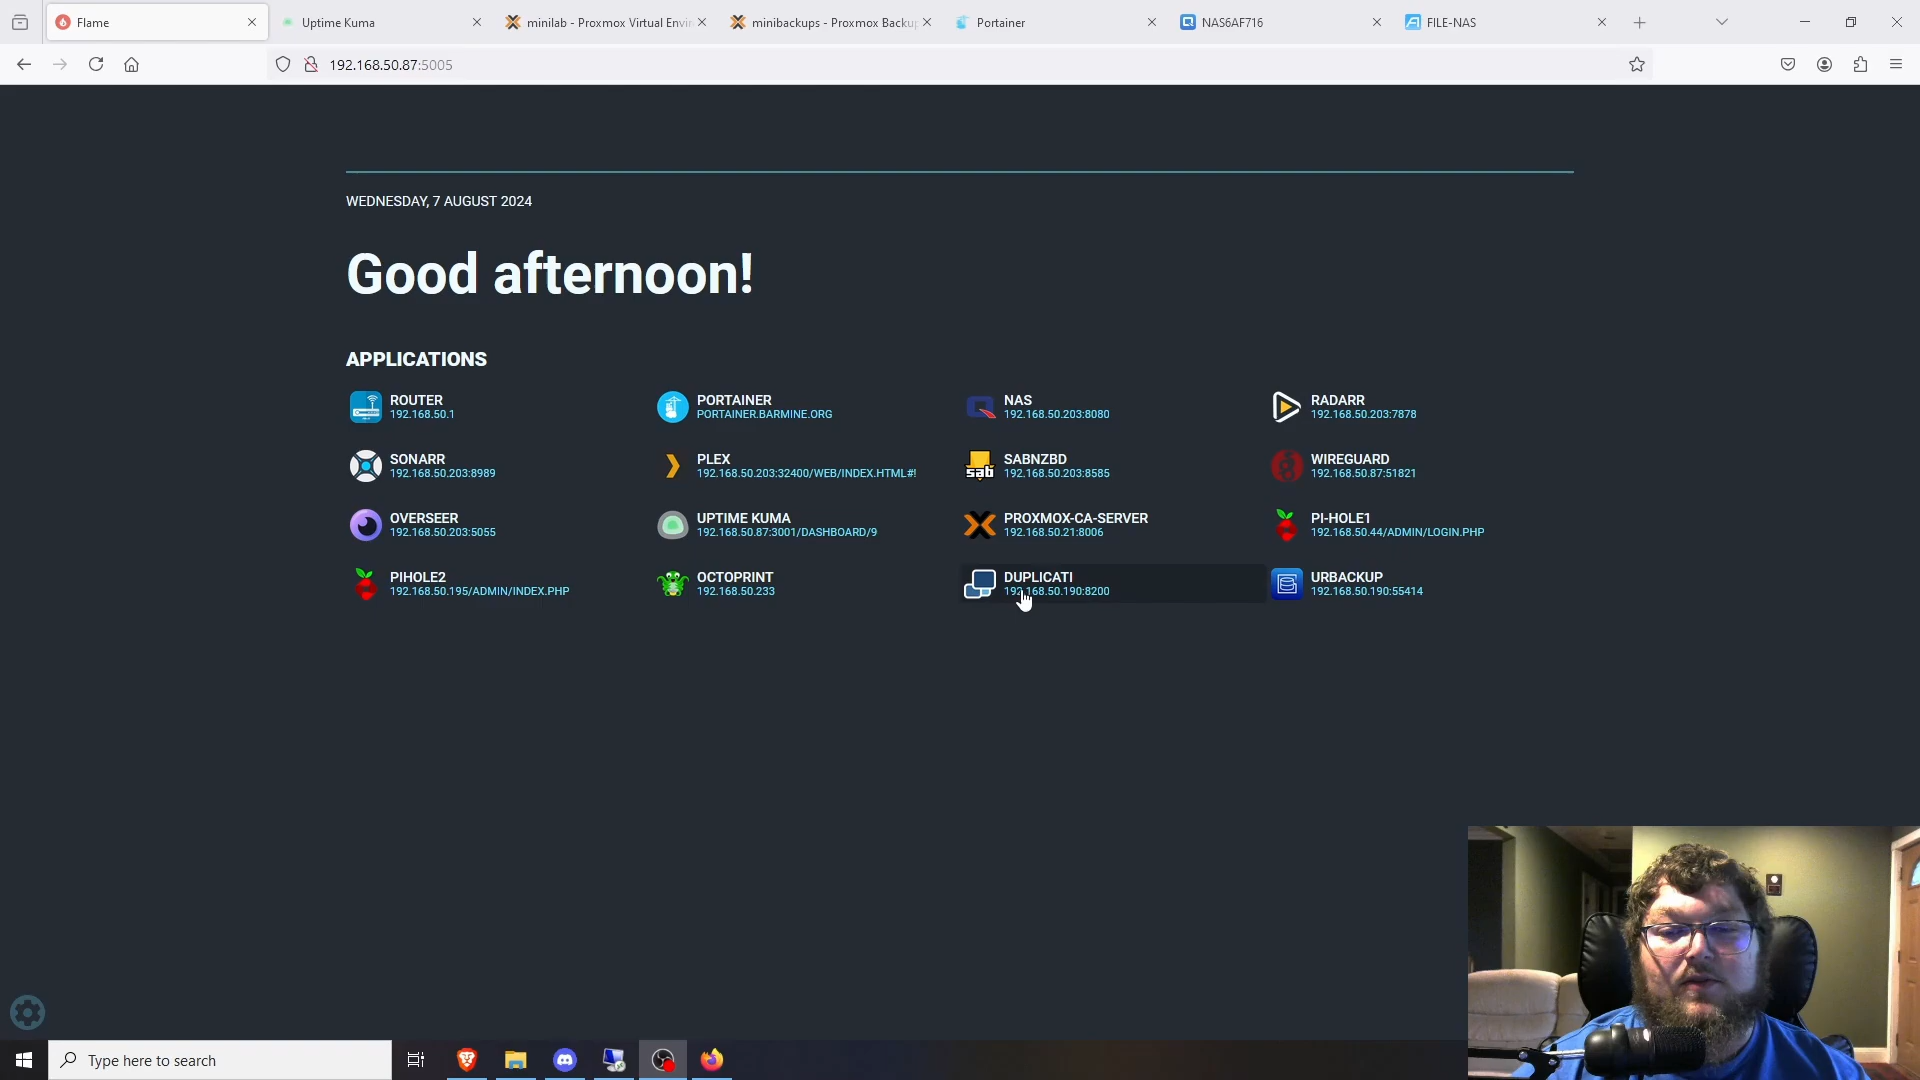 Flame
Uptime Kuma
minilab - Proxmox Virtual Envir
minibackups - Proxmox Backup
Portainer
NAS6AF716
FILE-NAS
192.168.50.87:5005
WEDNESDAY, 7 AUGUST 2024
Good afternoon!
APPLICATIONS
ROUTER
192.168.50.1
PORTAINER
PORTAINER.BARMINE.ORG
NAS
192.168.50.203:8080
RADARR
192.168.50.203:7878
SONARR
192.168.50.203:8989
PLEX
192.168.50.203:32400/WEB/INDEX.HTML#!
sab
SABNZBD
192.168.50.203:8585
WIREGUARD
192.168.50.87:51821
OVERSEER
192.168.50.203:5055
UPTIME KUMA
192.168.50.87:3001/DASHBOARD/9
PROXMOX-CA-SERVER
192.168.50.21:8006
PI-HOLE1
192.168.50.44/ADMIN/LOGIN.PHP
PIHOLE2
192.168.50.195/ADMIN/INDEX.PHP
OCTOPRINT
192.168.50.233
DUPLICATI
192.168.50.190:8200
URBACKUP
192.168.50.190:55414
Type here to search